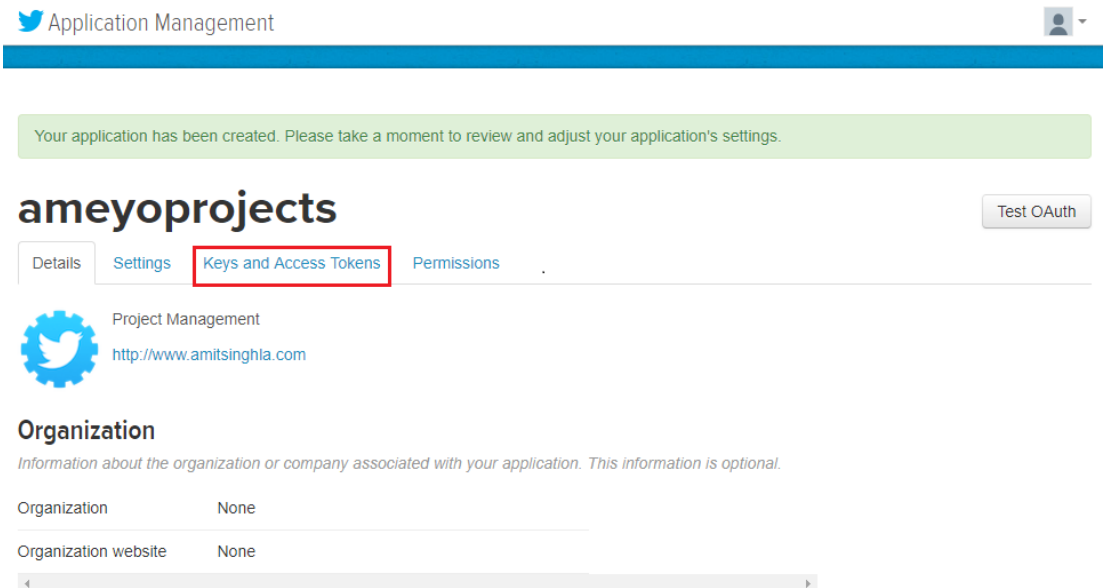 Application Management
Your application has been created. Please take a moment to review and adjust your application's settings.
ameyoprojects
Test OAuth
Details Settings Keys and Access Tokens Permissions .
Project Management
http://www.amitsinghla.com
Organization
Information about the organization or company associated with your application. This information is optional.
Organization None
Organization website None